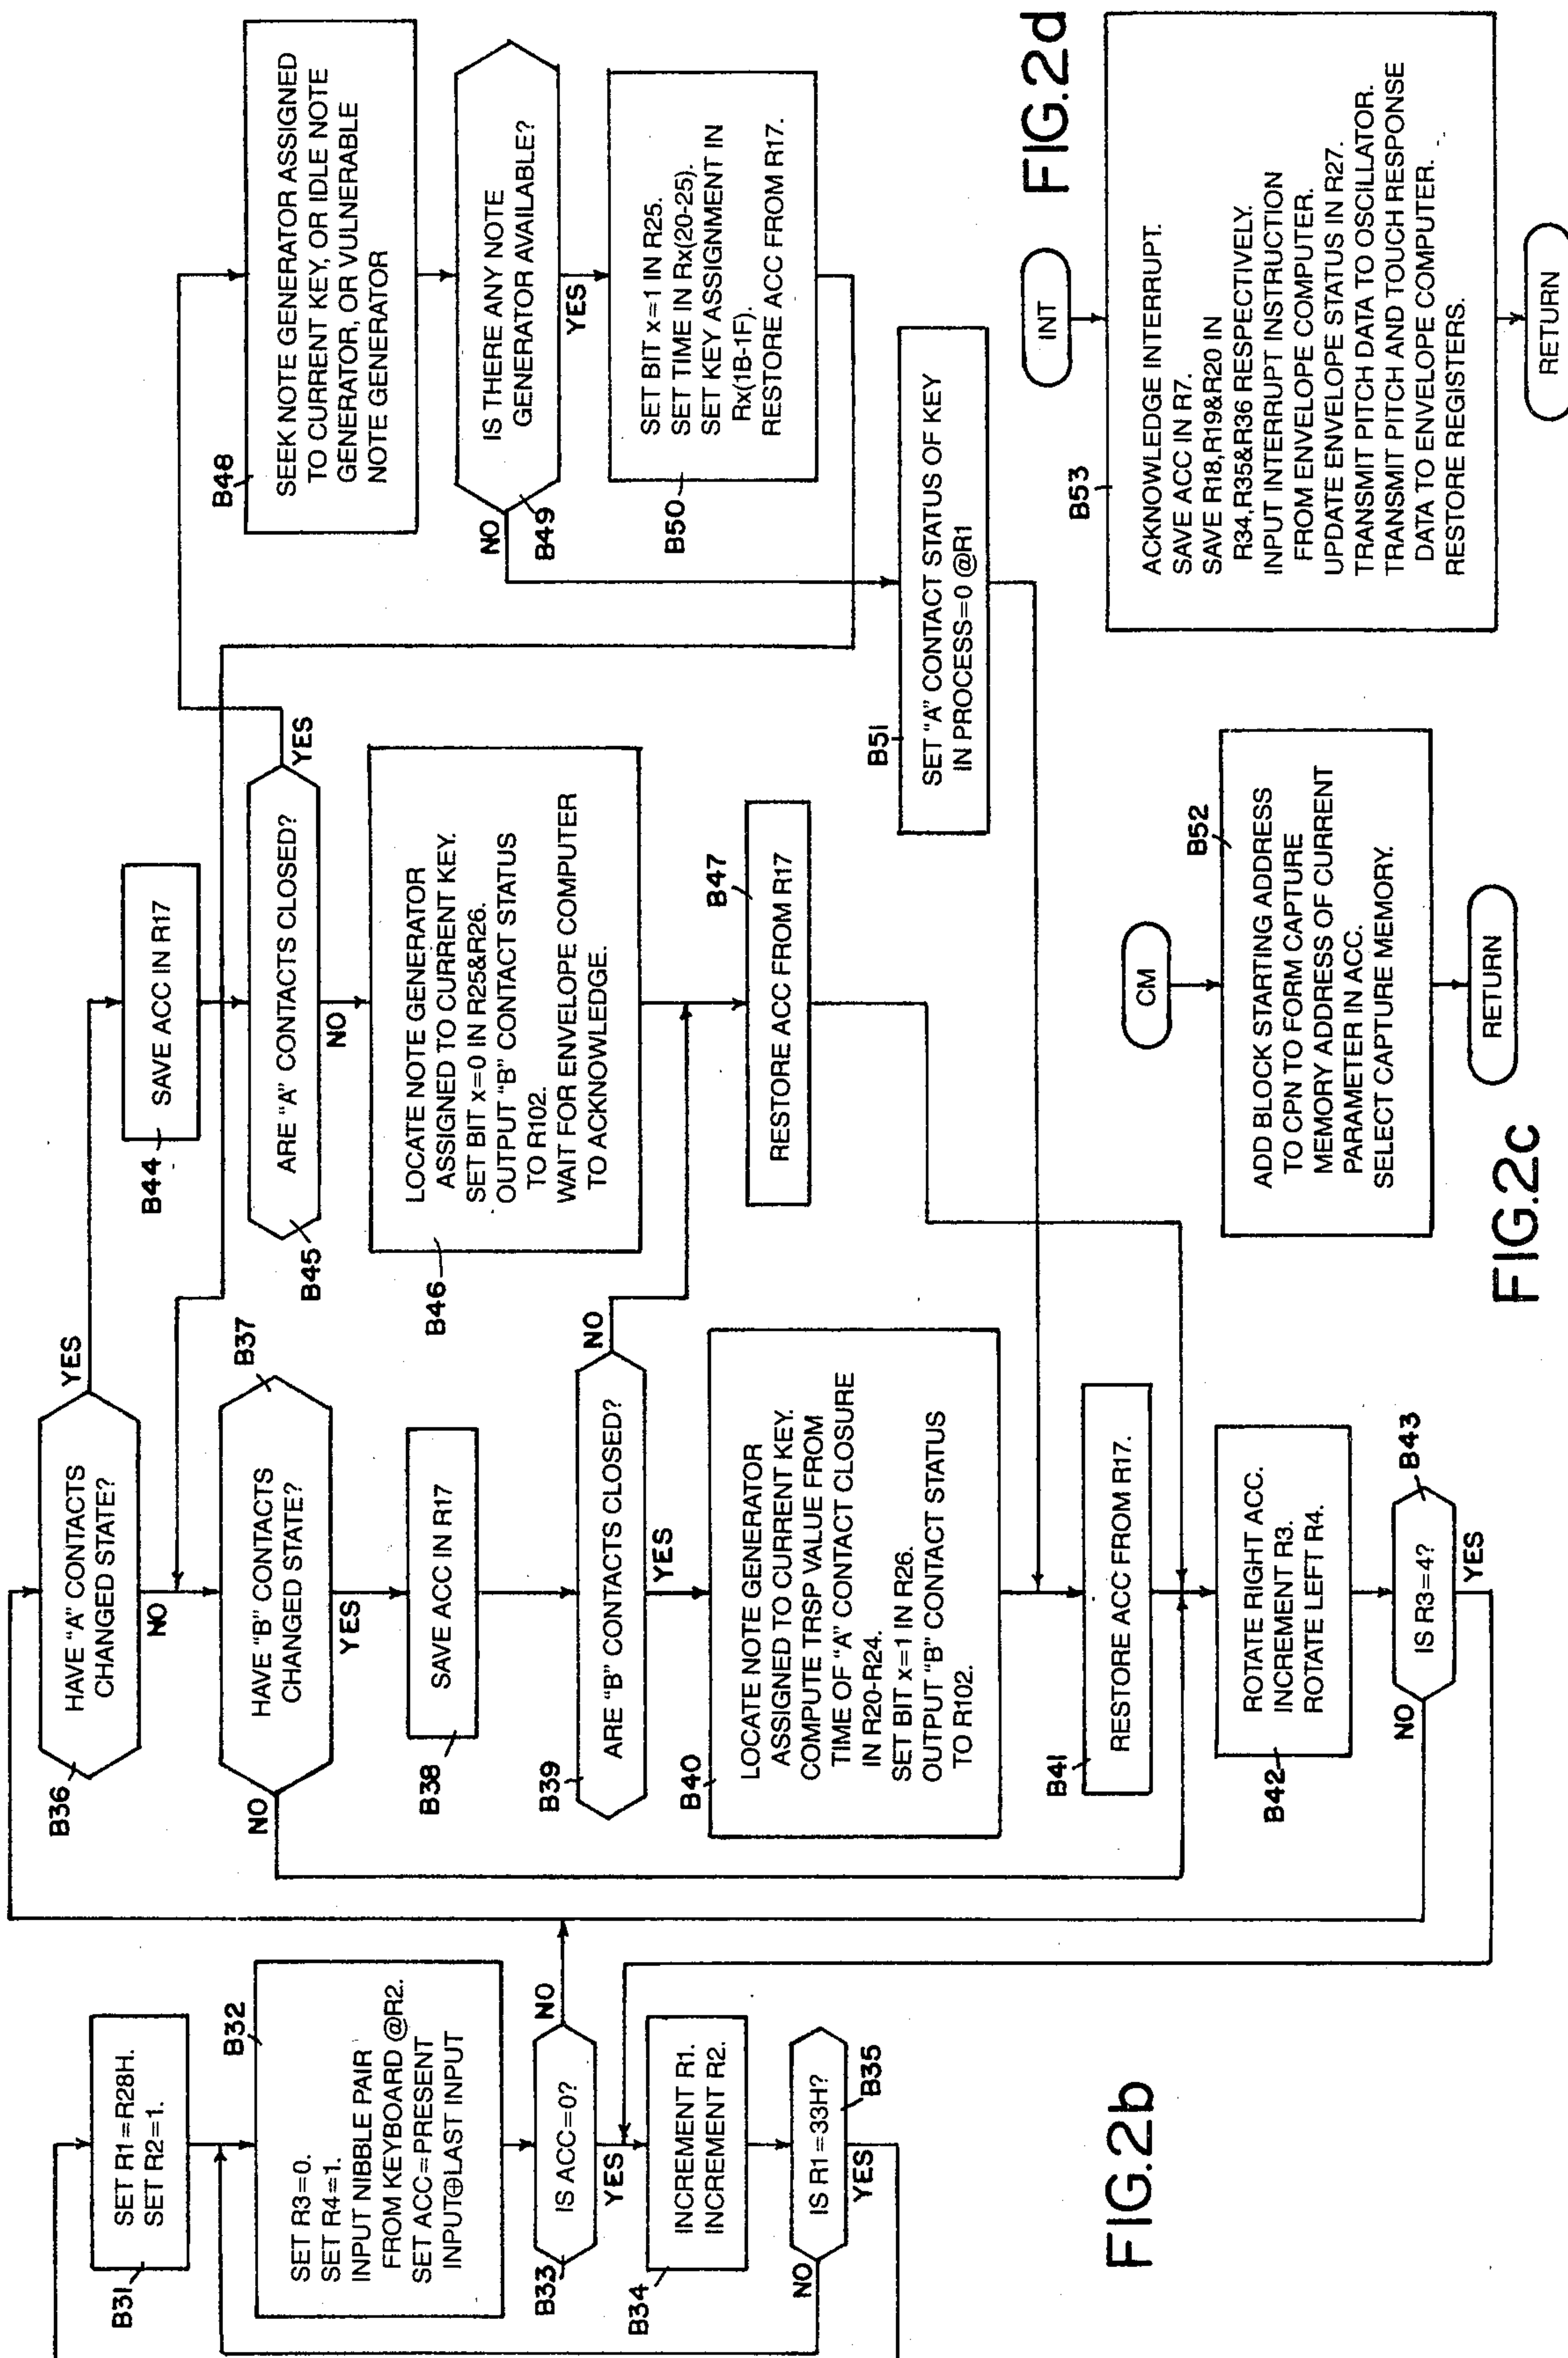 B31
SET R1=R28H.
SET R2=1.
B32
SET R3=0.
SET R4=1.
INPUT NIBBLE PAIR
FROM KEYBOARD @R2.
SET ACC=PRESENT
INPUT⊕LAST INPUT
B33
IS ACC=0?
NO
YES
B34
INCREMENT R1.
INCREMENT R2.
B35
IS R1=33H?
NO
YES
FIG.2b
B36
HAVE "A" CONTACTS
CHANGED STATE?
YES
NO
B37
HAVE "B" CONTACTS
CHANGED STATE?
NO
YES
B38
SAVE ACC IN R17
B39
ARE "B" CONTACTS CLOSED?
NO
YES
B40
LOCATE NOTE GENERATOR
ASSIGNED TO CURRENT KEY.
COMPUTE TRSP VALUE FROM
TIME OF "A" CONTACT CLOSURE
IN R20-R24.
SET BIT x=1 IN R26.
OUTPUT "B" CONTACT STATUS
TO R102.
B41
RESTORE ACC FROM R17.
B42
ROTATE RIGHT ACC.
INCREMENT R3.
ROTATE LEFT R4.
B43
IS R3=4?
NO
YES
B44
SAVE ACC IN R17
B45
ARE "A" CONTACTS CLOSED?
YES
NO
B46
LOCATE NOTE GENERATOR
ASSIGNED TO CURRENT KEY.
SET BIT x=0 IN R25&R26.
OUTPUT "B" CONTACT STATUS
TO R102.
WAIT FOR ENVELOPE COMPUTER
TO ACKNOWLEDGE.
B47
RESTORE ACC FROM R17
B48
SEEK NOTE GENERATOR ASSIGNED
TO CURRENT KEY, OR IDLE NOTE
GENERATOR, OR VULNERABLE
NOTE GENERATOR
B49
IS THERE ANY NOTE
GENERATOR AVAILABLE?
NO
YES
B50
SET BIT x=1 IN R25.
SET TIME IN Rx(20-25).
SET KEY ASSIGNMENT IN
Rx(1B-1F).
RESTORE ACC FROM R17.
B51
SET "A" CONTACT STATUS OF KEY
IN PROCESS=0 @R1
CM
B52
ADD BLOCK STARTING ADDRESS
TO CPN TO FORM CAPTURE
MEMORY ADDRESS OF CURRENT
PARAMETER IN ACC.
SELECT CAPTURE MEMORY.
RETURN
FIG.2c
INT
FIG.2d
B53
ACKNOWLEDGE INTERRUPT.
SAVE ACC IN R7.
SAVE R18,R19&R20 IN
R34,R35&R36 RESPECTIVELY.
INPUT INTERRUPT INSTRUCTION
FROM ENVELOPE COMPUTER.
UPDATE ENVELOPE STATUS IN R27.
TRANSMIT PITCH DATA TO OSCILLATOR.
TRANSMIT PITCH AND TOUCH RESPONSE
DATA TO ENVELOPE COMPUTER.
RESTORE REGISTERS.
RETURN